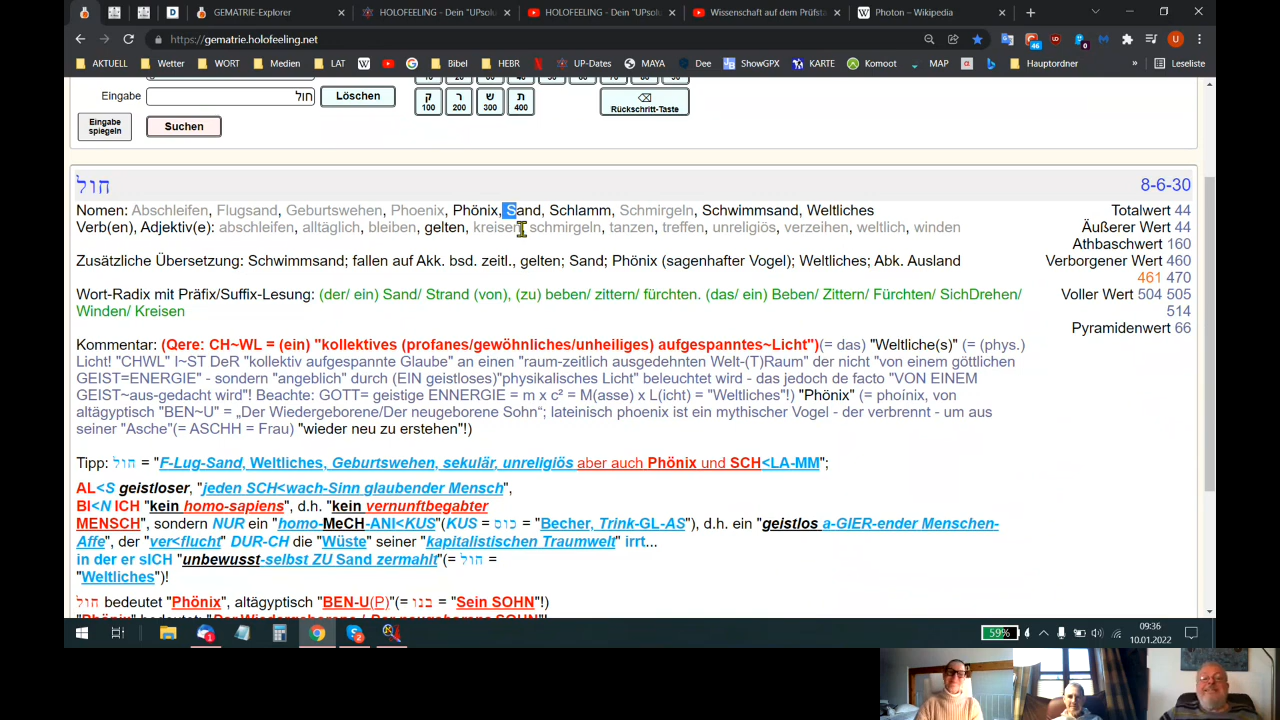 GEMATRIE-Explorer
HOLOFEELING - Dein "UPsolu
HOLOFEELING - Dein "UPsolu
Wissenschaft auf dem Prüfsta
Photon – Wikipedia
https://gematrie.holofeeling.net
AKTUELL Wetter WORT Medien LAT Bibel HEBR UP-Dates MAYA Dee ShowGPX KARTE Komoot MAP Hauptordner » Leseliste
Eingabe חול Löschen ק 100 ר 200 ש 300 ת 400 Rückschritt-Taste
Eingabe spiegeln Suchen
חול 8-6-30
Nomen: Abschleifen, Flugsand, Geburtswehen, Phoenix, Phönix, Sand, Schlamm, Schmirgeln, Schwimmsand, Weltliches Totalwert 44
Verb(en), Adjektiv(e): abschleifen, alltäglich, bleiben, gelten, kreisen, schmirgeln, tanzen, treffen, unreligiös, verzeihen, weltlich, winden Äußerer Wert 44
Athbaschwert 160
Zusätzliche Übersetzung: Schwimmsand; fallen auf Akk. bsd. zeitl., gelten; Sand; Phönix (sagenhafter Vogel); Weltliches; Abk. Ausland Verborgener Wert 460
461 470
Wort-Radix mit Präfix/Suffix-Lesung: (der/ ein) Sand/ Strand (von), (zu) beben/ zittern/ fürchten. (das/ ein) Beben/ Zittern/ Fürchten/ SichDrehen/ Voller Wert 504 505
Winden/ Kreisen 514
Pyramidenwert 66
Kommentar: (Qere: CH~WL = (ein) "kollektives (profanes/gewöhnliches/unheiliges) aufgespanntes~Licht")(= das) "Weltliche(s)" (= (phys.)
Licht! "CHWL" I~ST DeR "kollektiv aufgespannte Glaube" an einen "raum-zeitlich ausgedehnten Welt-(T)Raum" der nicht "von einem göttlichen
GEIST=ENERGIE" - sondern "angeblich" durch (EIN geistloses)"physikalisches Licht" beleuchtet wird - das jedoch de facto "VON EINEM
GEIST~aus-gedacht wird"! Beachte: GOTT= geistige ENNERGIE = m x c² = M(asse) x L(icht) = "Weltliches"!) "Phönix" (= phoínix, von
altägyptisch "BEN~U" = „Der Wiedergeborene/Der neugeborene Sohn“; lateinisch phoenix ist ein mythischer Vogel - der verbrennt - um aus
seiner "Asche"(= ASCHH = Frau) "wieder neu zu erstehen"!)
Tipp: חול = "F-Lug-Sand, Weltliches, Geburtswehen, sekulär, unreligiös aber auch Phönix und SCH<LA-MM";
AL<S geistloser, "jeden SCH<wach-Sinn glaubender Mensch",
BI<N ICH "kein homo-sapiens", d.h. "kein vernunftbegabter
MENSCH", sondern NUR ein "homo-MeCH-ANI<KUS"(KUS = כוס = "Becher, Trink-GL-AS"), d.h. ein "geistlos a-GIER-ender Menschen-
Affe", der "ver<flucht" DUR-CH die "Wüste" seiner "kapitalistischen Traumwelt" irrt...
in der er sICH "unbewusst-selbst ZU Sand zermahlt"(= חול =
"Weltliches")!
חול bedeutet "Phönix", altägyptisch "BEN-U(P)"(= בנו = "Sein SOHN"!)
59% 09:36
10.01.2022